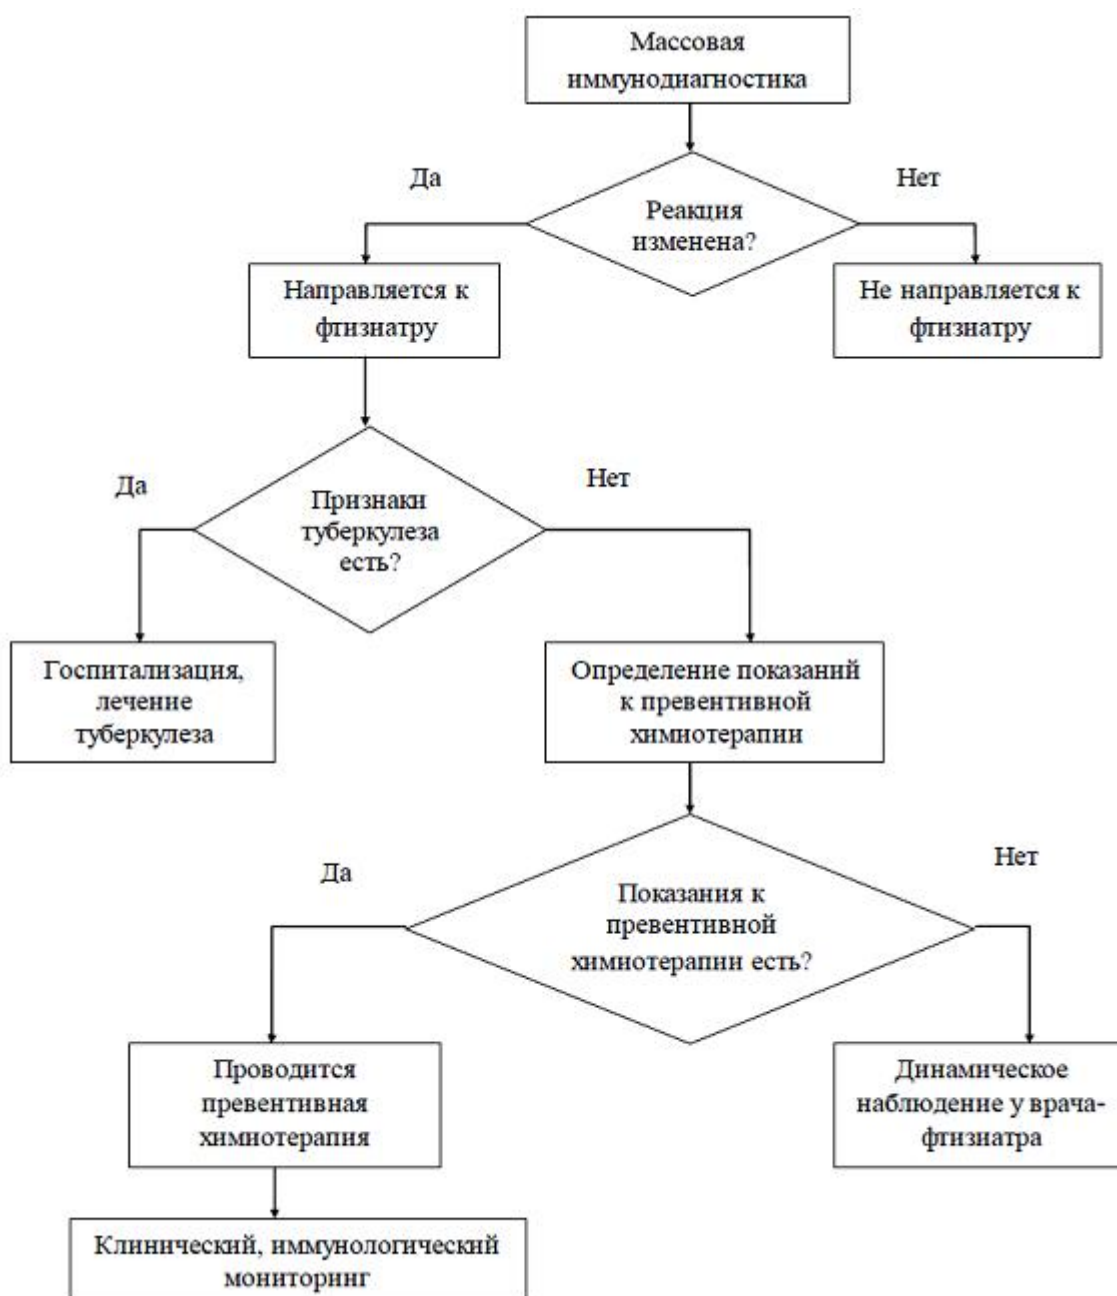 Массовая
иммунодиагностика
Да
Нет
Реакция
изменена?
Направляется к
фтизиатру
Не направляется к
фтизиатру
Да
Нет
Признаки
туберкулеза
есть?
Госпитализация,
лечение
туберкулеза
Определение показаний
к превентивной
химиотерапии
Да
Нет
Показания к
превентивной
химиотерапии есть?
Проводится
превентивная
химиотерапия
Динамическое
наблюдение у врача-
фтизиатра
Клинический, иммунологический
мониторинг